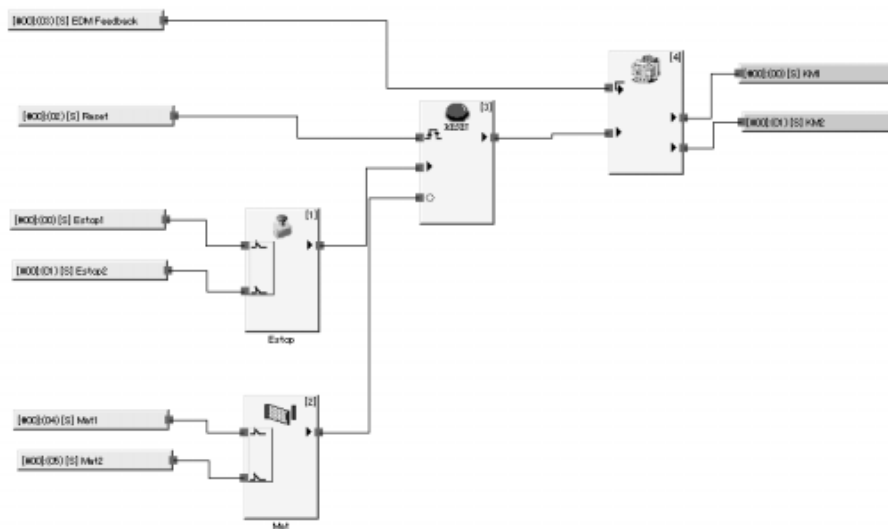 [#00]:(03)[S] EDM Feedback
[4]
[#00]:(00)[S] KM1
[3]
RESET
[#00]:(02)[S] Reset
[#00]:(01)[S] KM2
[1]
[#00]:(00)[S] Estop1
[#00]:(01)[S] Estop2
Estop
[2]
[#00]:(04)[S] Mat1
[#00]:(05)[S] Mat2
Mat